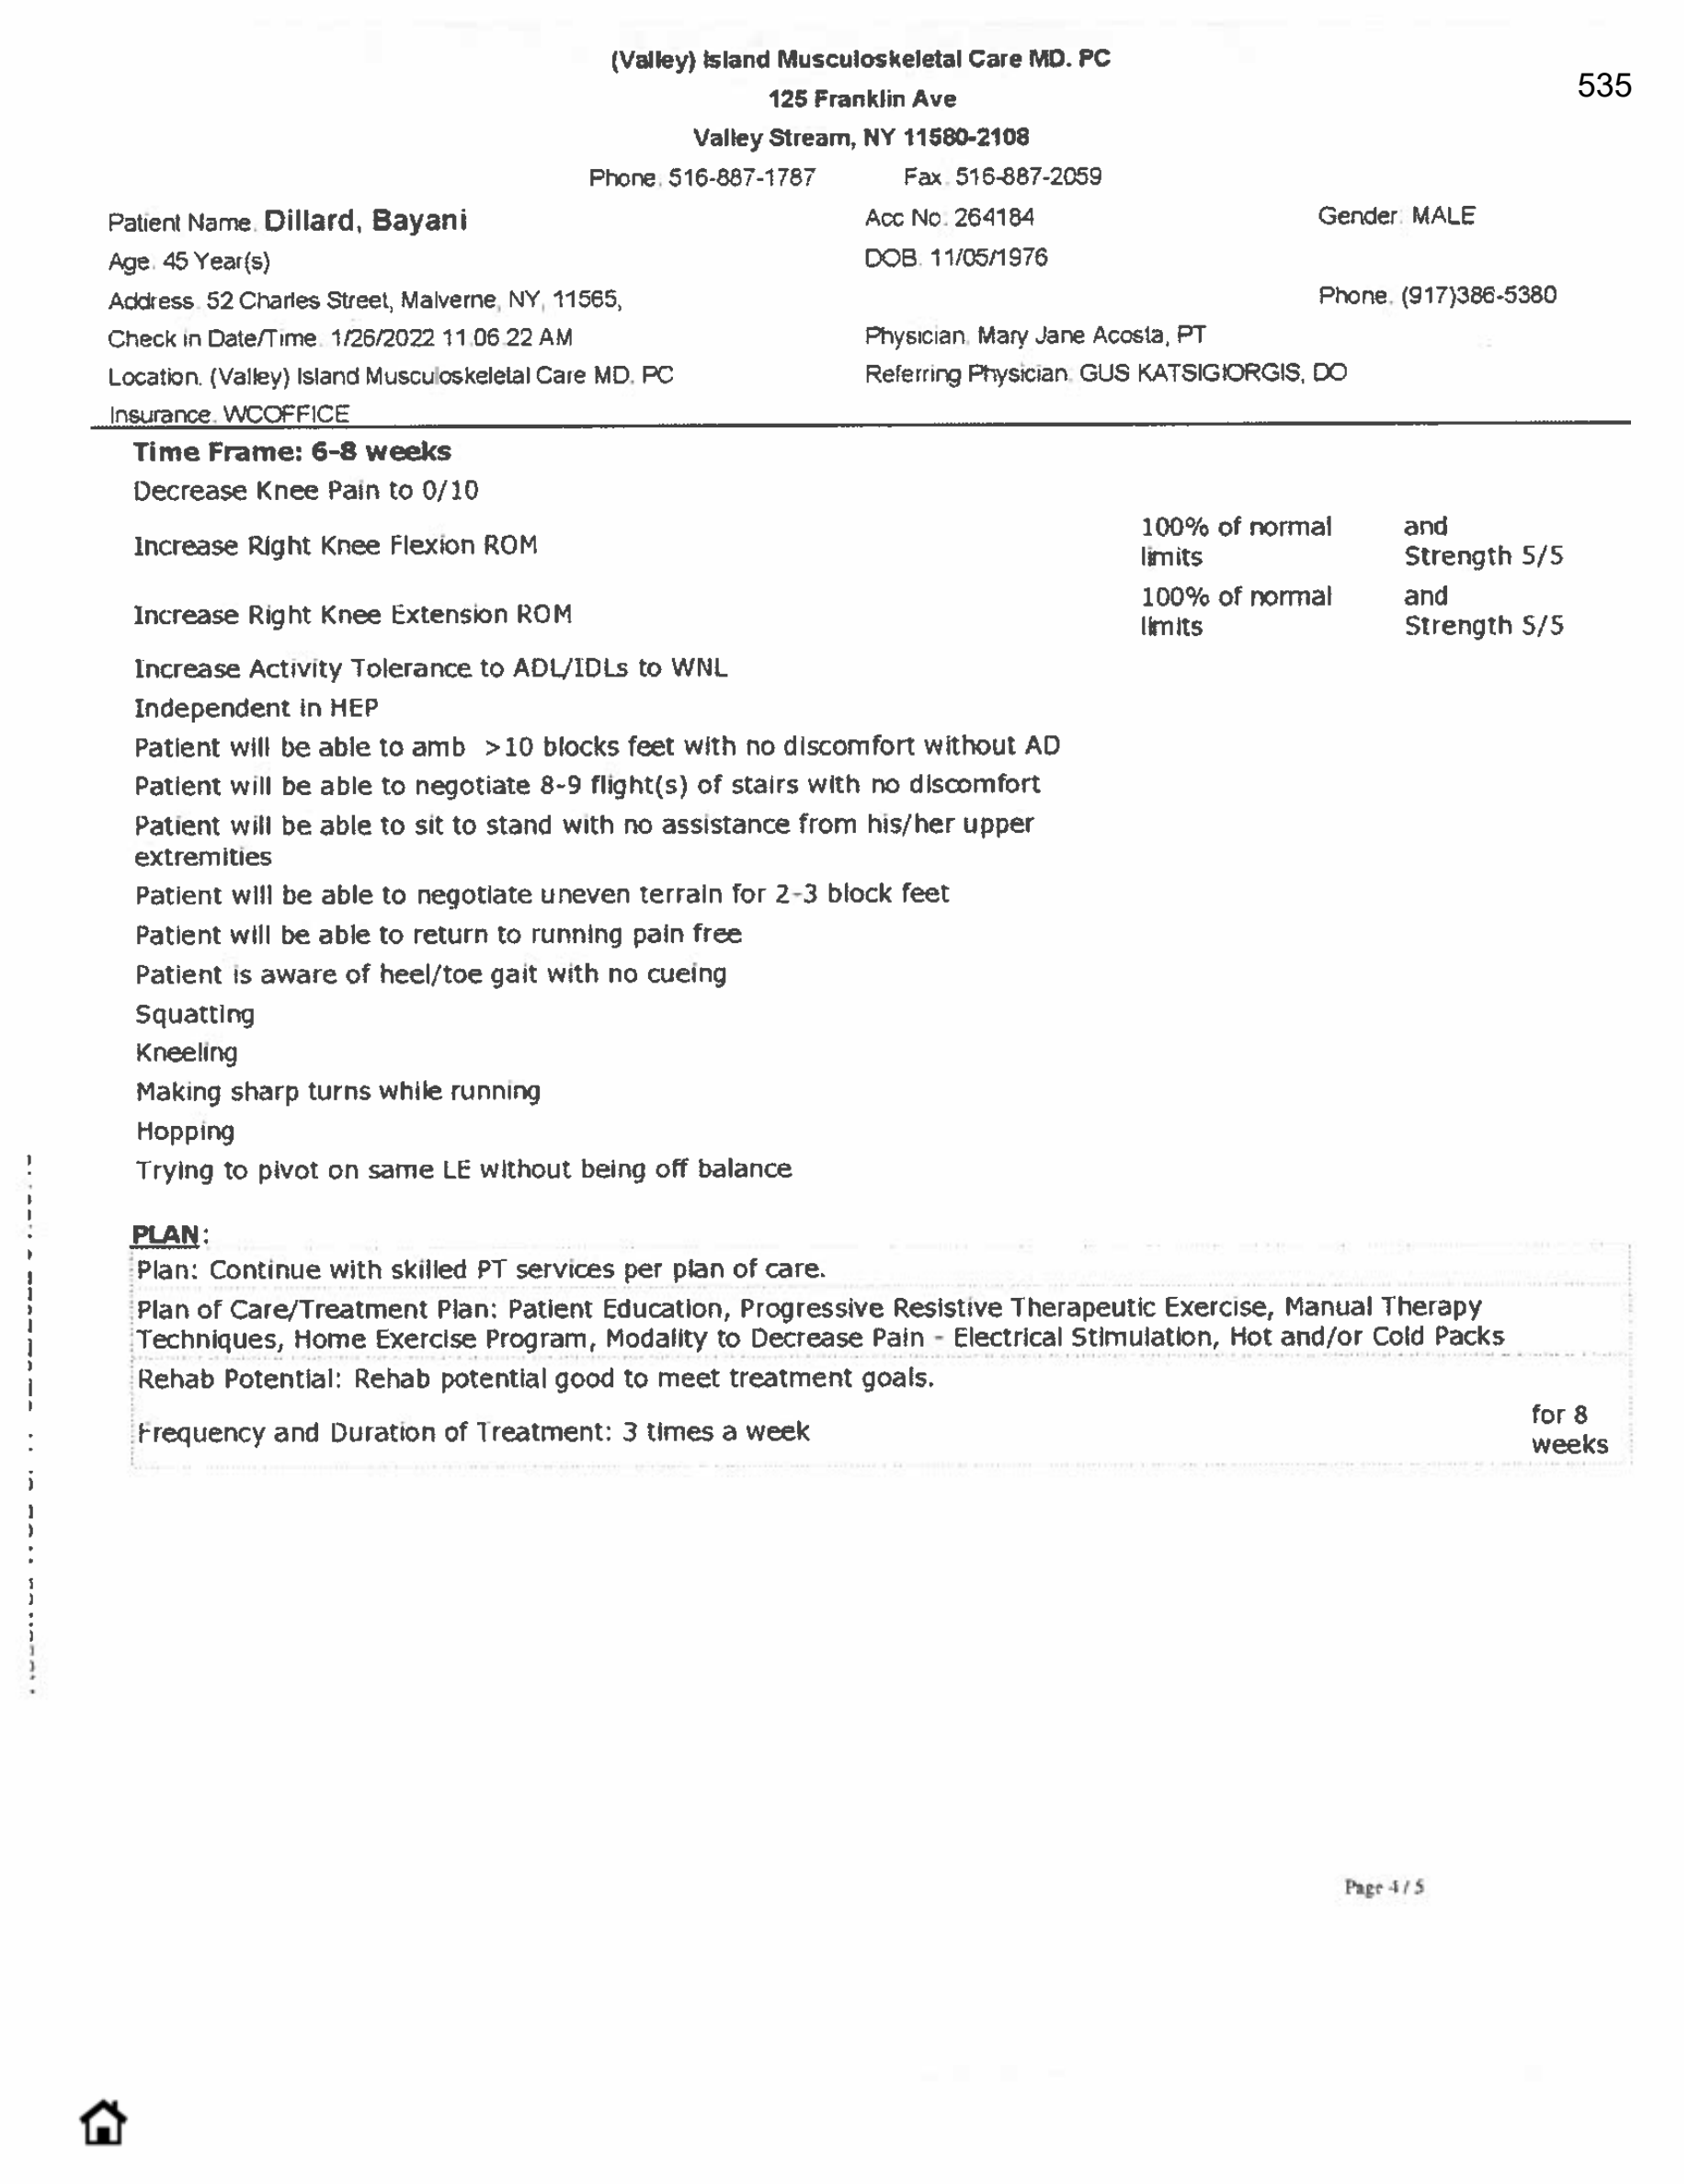 (Valley) Island Musculoskeletal Care MD. PC
535
125 Franklin Ave
Valley Stream, NY 11580-2108
Phone. 516-887-1787 Fax. 516-887-2059
Patient Name. Dillard, Bayani Acc No. 264184 Gender: MALE
Age. 45 Year(s) DOB. 11/05/1976
Address. 52 Charles Street, Malverne, NY, 11565, Phone. (917)386-5380
Check in Date/Time. 1/26/2022 11.06.22 AM Physician. Mary Jane Acosta, PT
Location. (Valley) Island Musculoskeletal Care MD. PC Referring Physician. GUS KATSIGIORGIS, DO
Insurance. WCOFFICE
Time Frame: 6-8 weeks
Decrease Knee Pain to 0/10
Increase Right Knee Flexion ROM 100% of normal limits and Strength 5/5
Increase Right Knee Extension ROM 100% of normal limits and Strength 5/5
Increase Activity Tolerance to ADL/IDLs to WNL
Independent in HEP
Patient will be able to amb >10 blocks feet with no discomfort without AD
Patient will be able to negotiate 8-9 flight(s) of stairs with no discomfort
Patient will be able to sit to stand with no assistance from his/her upper
extremities
Patient will be able to negotiate uneven terrain for 2-3 block feet
Patient will be able to return to running pain free
Patient is aware of heel/toe gait with no cueing
Squatting
Kneeling
Making sharp turns while running
Hopping
Trying to pivot on same LE without being off balance
PLAN:
Plan: Continue with skilled PT services per plan of care.
Plan of Care/Treatment Plan: Patient Education, Progressive Resistive Therapeutic Exercise, Manual Therapy
Techniques, Home Exercise Program, Modality to Decrease Pain - Electrical Stimulation, Hot and/or Cold Packs
Rehab Potential: Rehab potential good to meet treatment goals.
Frequency and Duration of Treatment: 3 times a week for 8 weeks
Page 4 / 5